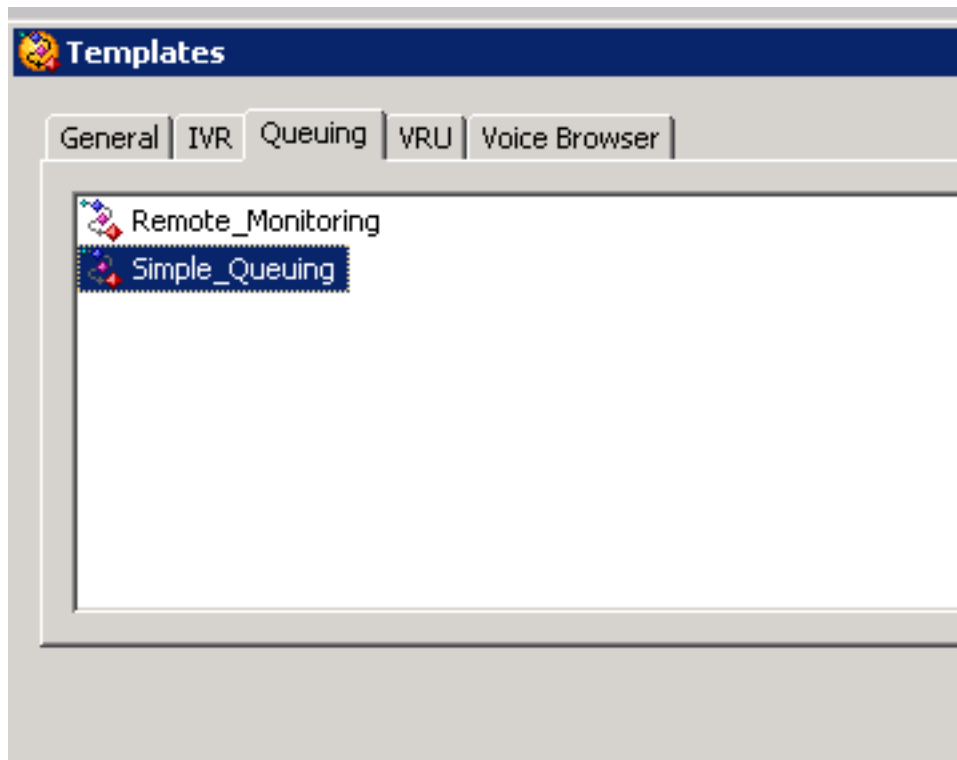 Templates
General IVR Queuing VRU Voice Browser
Remote_Monitoring
Simple_Queuing